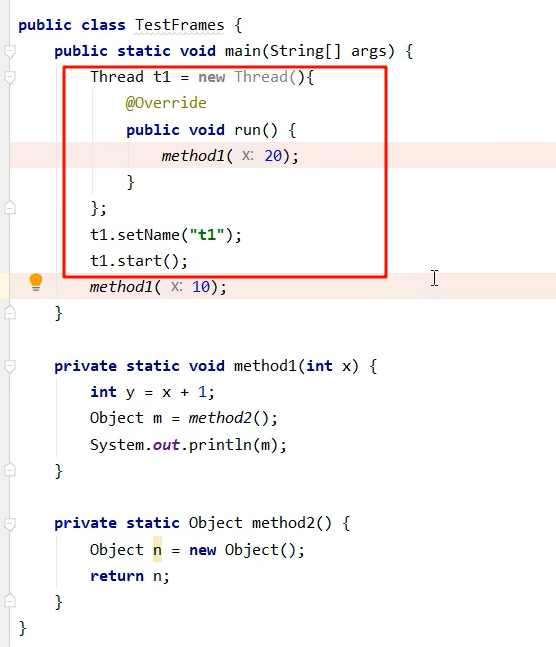 public class TestFrames {
public static void main(String[] args) {
Thread t1 = new Thread(){
@Override
public void run() {
method1( x: 20);
}
};
t1.setName("t1");
t1.start();
method1( x: 10);
}
private static void method1(int x) {
int y = x + 1;
Object m = method2();
System.out.println(m);
}
private static Object method2() {
Object n = new Object();
return n;
}
}